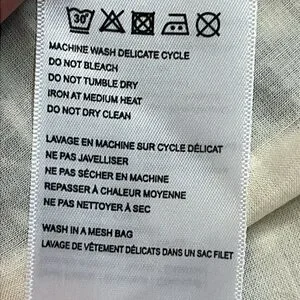 30°
MACHINE WASH DELICATE CYCLE
DO NOT BLEACH
DO NOT TUMBLE DRY
IRON AT MEDIUM HEAT
DO NOT DRY CLEAN
LAVAGE EN MACHINE SUR CYCLE DÉLICAT
NE PAS JAVELLISER
NE PAS SÉCHER EN MACHINE
REPASSER À CHALEUR MOYENNE
NE PAS NETTOYER À SEC
WASH IN A MESH BAG
LAVAGE DE VÊTEMENT DÉLICATS DANS UN SAC FILET